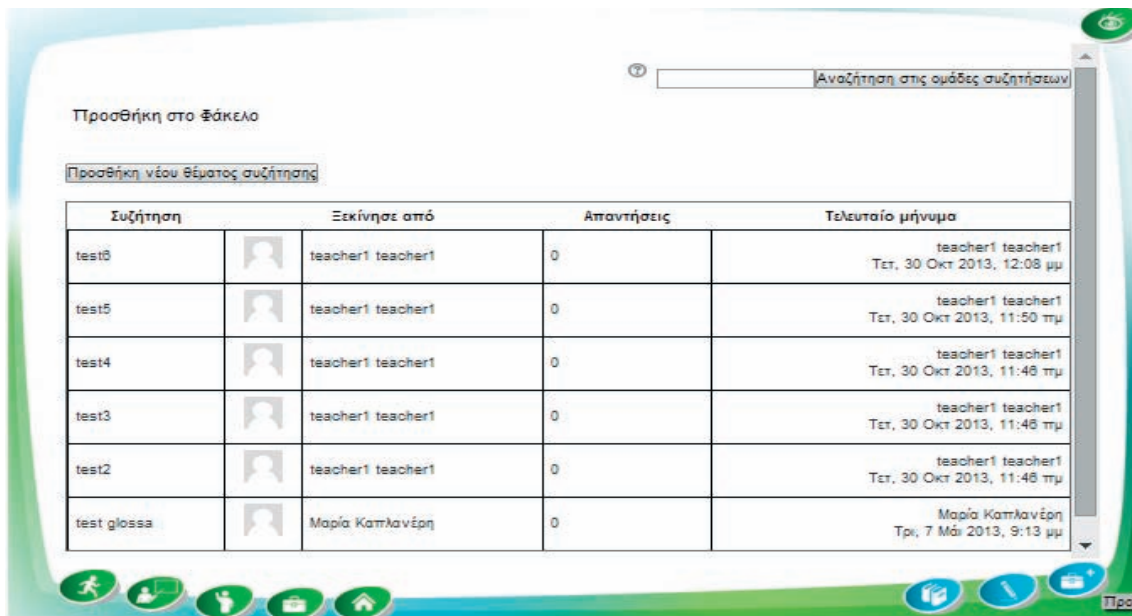 Αναζήτηση στις ομάδες συζητήσεων
Προσθήκη στο Φάκελο
Προσθήκη νέου θέματος συζήτησης
Συζήτηση Ξεκίνησε από Απαντήσεις Τελευταίο μήνυμα
test6 teacher1 teacher1 0 teacher1 teacher1
Τετ, 30 Οκτ 2013, 12:08 μμ
test5 teacher1 teacher1 0 teacher1 teacher1
Τετ, 30 Οκτ 2013, 11:50 πμ
test4 teacher1 teacher1 0 teacher1 teacher1
Τετ, 30 Οκτ 2013, 11:46 πμ
test3 teacher1 teacher1 0 teacher1 teacher1
Τετ, 30 Οκτ 2013, 11:46 πμ
test2 teacher1 teacher1 0 teacher1 teacher1
Τετ, 30 Οκτ 2013, 11:46 πμ
test glossa Μαρία Καπλανέρη 0 Μαρία Καπλανέρη
Τρι, 7 Μάι 2013, 9:13 μμ
Προ